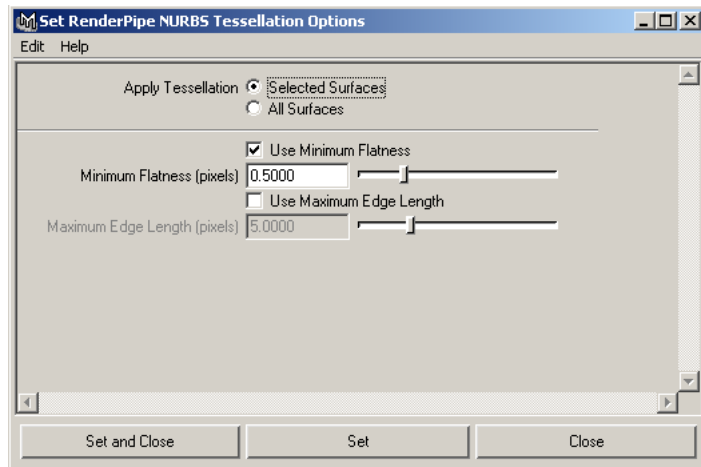 Set RenderPipe NURBS Tessellation Options
Edit Help
Apply Tessellation Selected Surfaces
All Surfaces
Use Minimum Flatness
Minimum Flatness (pixels) 0.5000
Use Maximum Edge Length
Maximum Edge Length (pixels) 5.0000
Set and Close Set Close